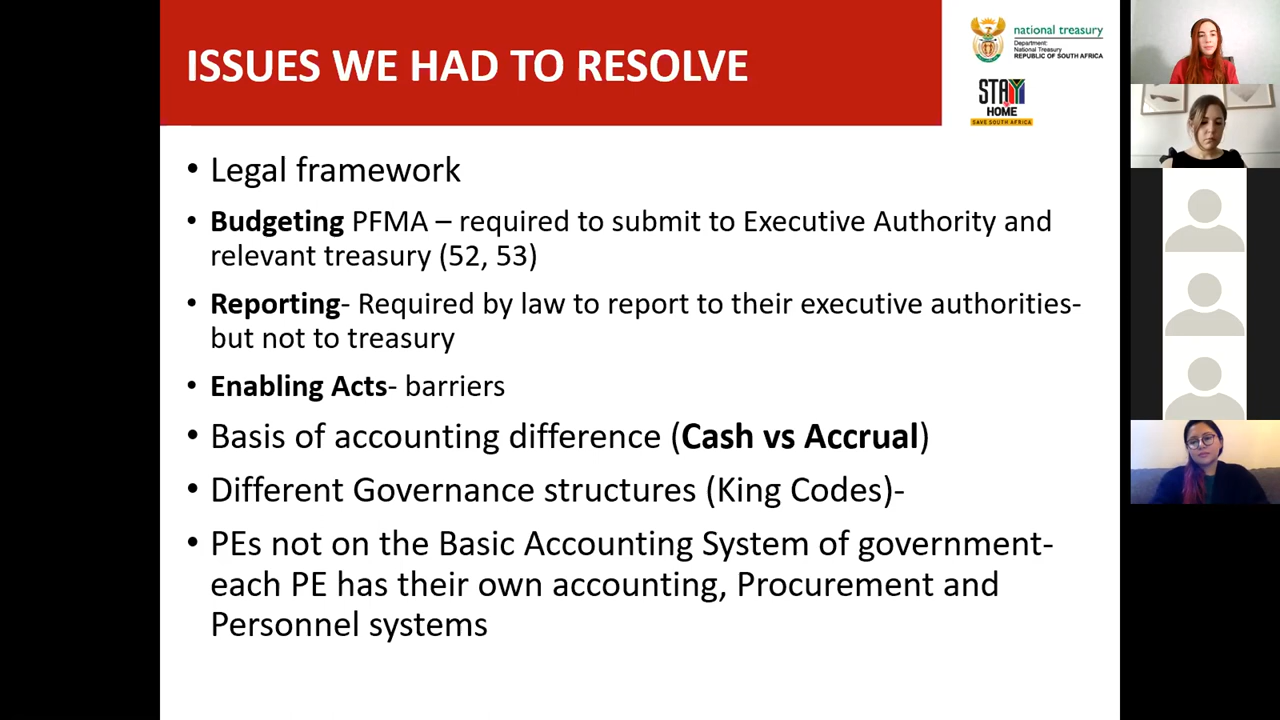 ISSUES WE HAD TO RESOLVE
national treasury
Department:
National Treasury
REPUBLIC OF SOUTH AFRICA
STAY
HOME
SAVE SOUTH AFRICA
• Legal framework
• Budgeting PFMA – required to submit to Executive Authority and
relevant treasury (52, 53)
• Reporting- Required by law to report to their executive authorities-
but not to treasury
• Enabling Acts- barriers
• Basis of accounting difference (Cash vs Accrual)
• Different Governance structures (King Codes)-
• PEs not on the Basic Accounting System of government-
each PE has their own accounting, Procurement and
Personnel systems